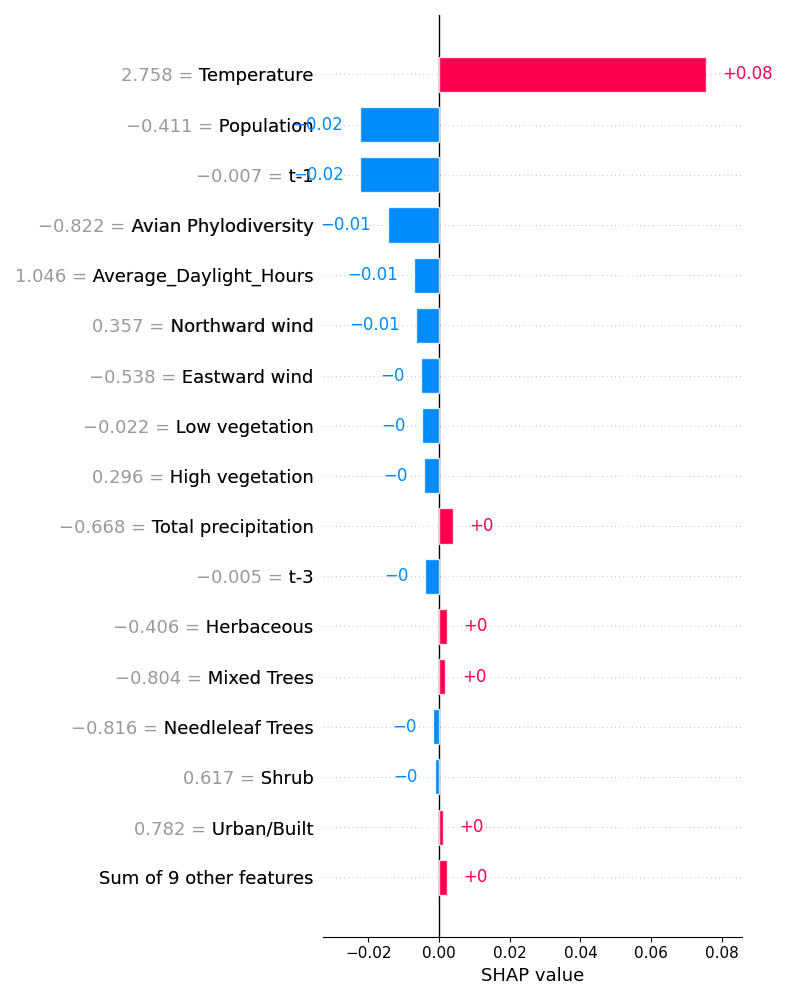 2.758 = Temperature +0.08
−0.411 = Population −0.02
−0.007 = t-1 −0.02
−0.822 = Avian Phylodiversity −0.01
1.046 = Average_Daylight_Hours −0.01
0.357 = Northward wind −0.01
−0.538 = Eastward wind −0
−0.022 = Low vegetation −0
0.296 = High vegetation −0
−0.668 = Total precipitation +0
−0.005 = t-3 −0
−0.406 = Herbaceous +0
−0.804 = Mixed Trees +0
−0.816 = Needleleaf Trees −0
0.617 = Shrub −0
0.782 = Urban/Built +0
Sum of 9 other features +0
−0.02 0.00 0.02 0.04 0.06 0.08
SHAP value